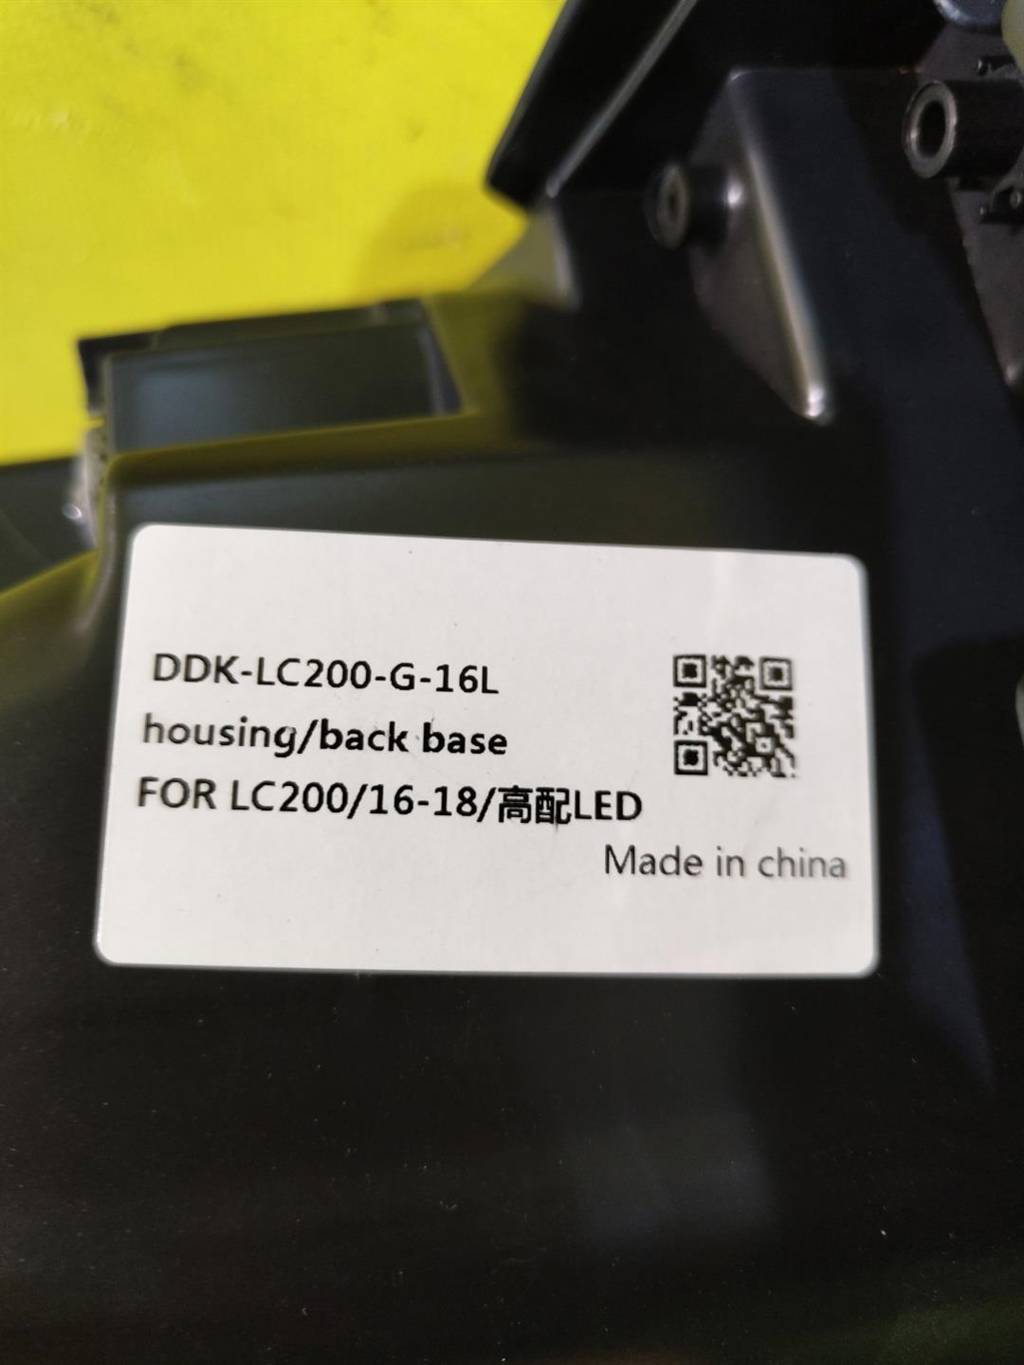 DDK-LC200-G-16L
housing/back base
FOR LC200/16-18/高配LED
Made in china